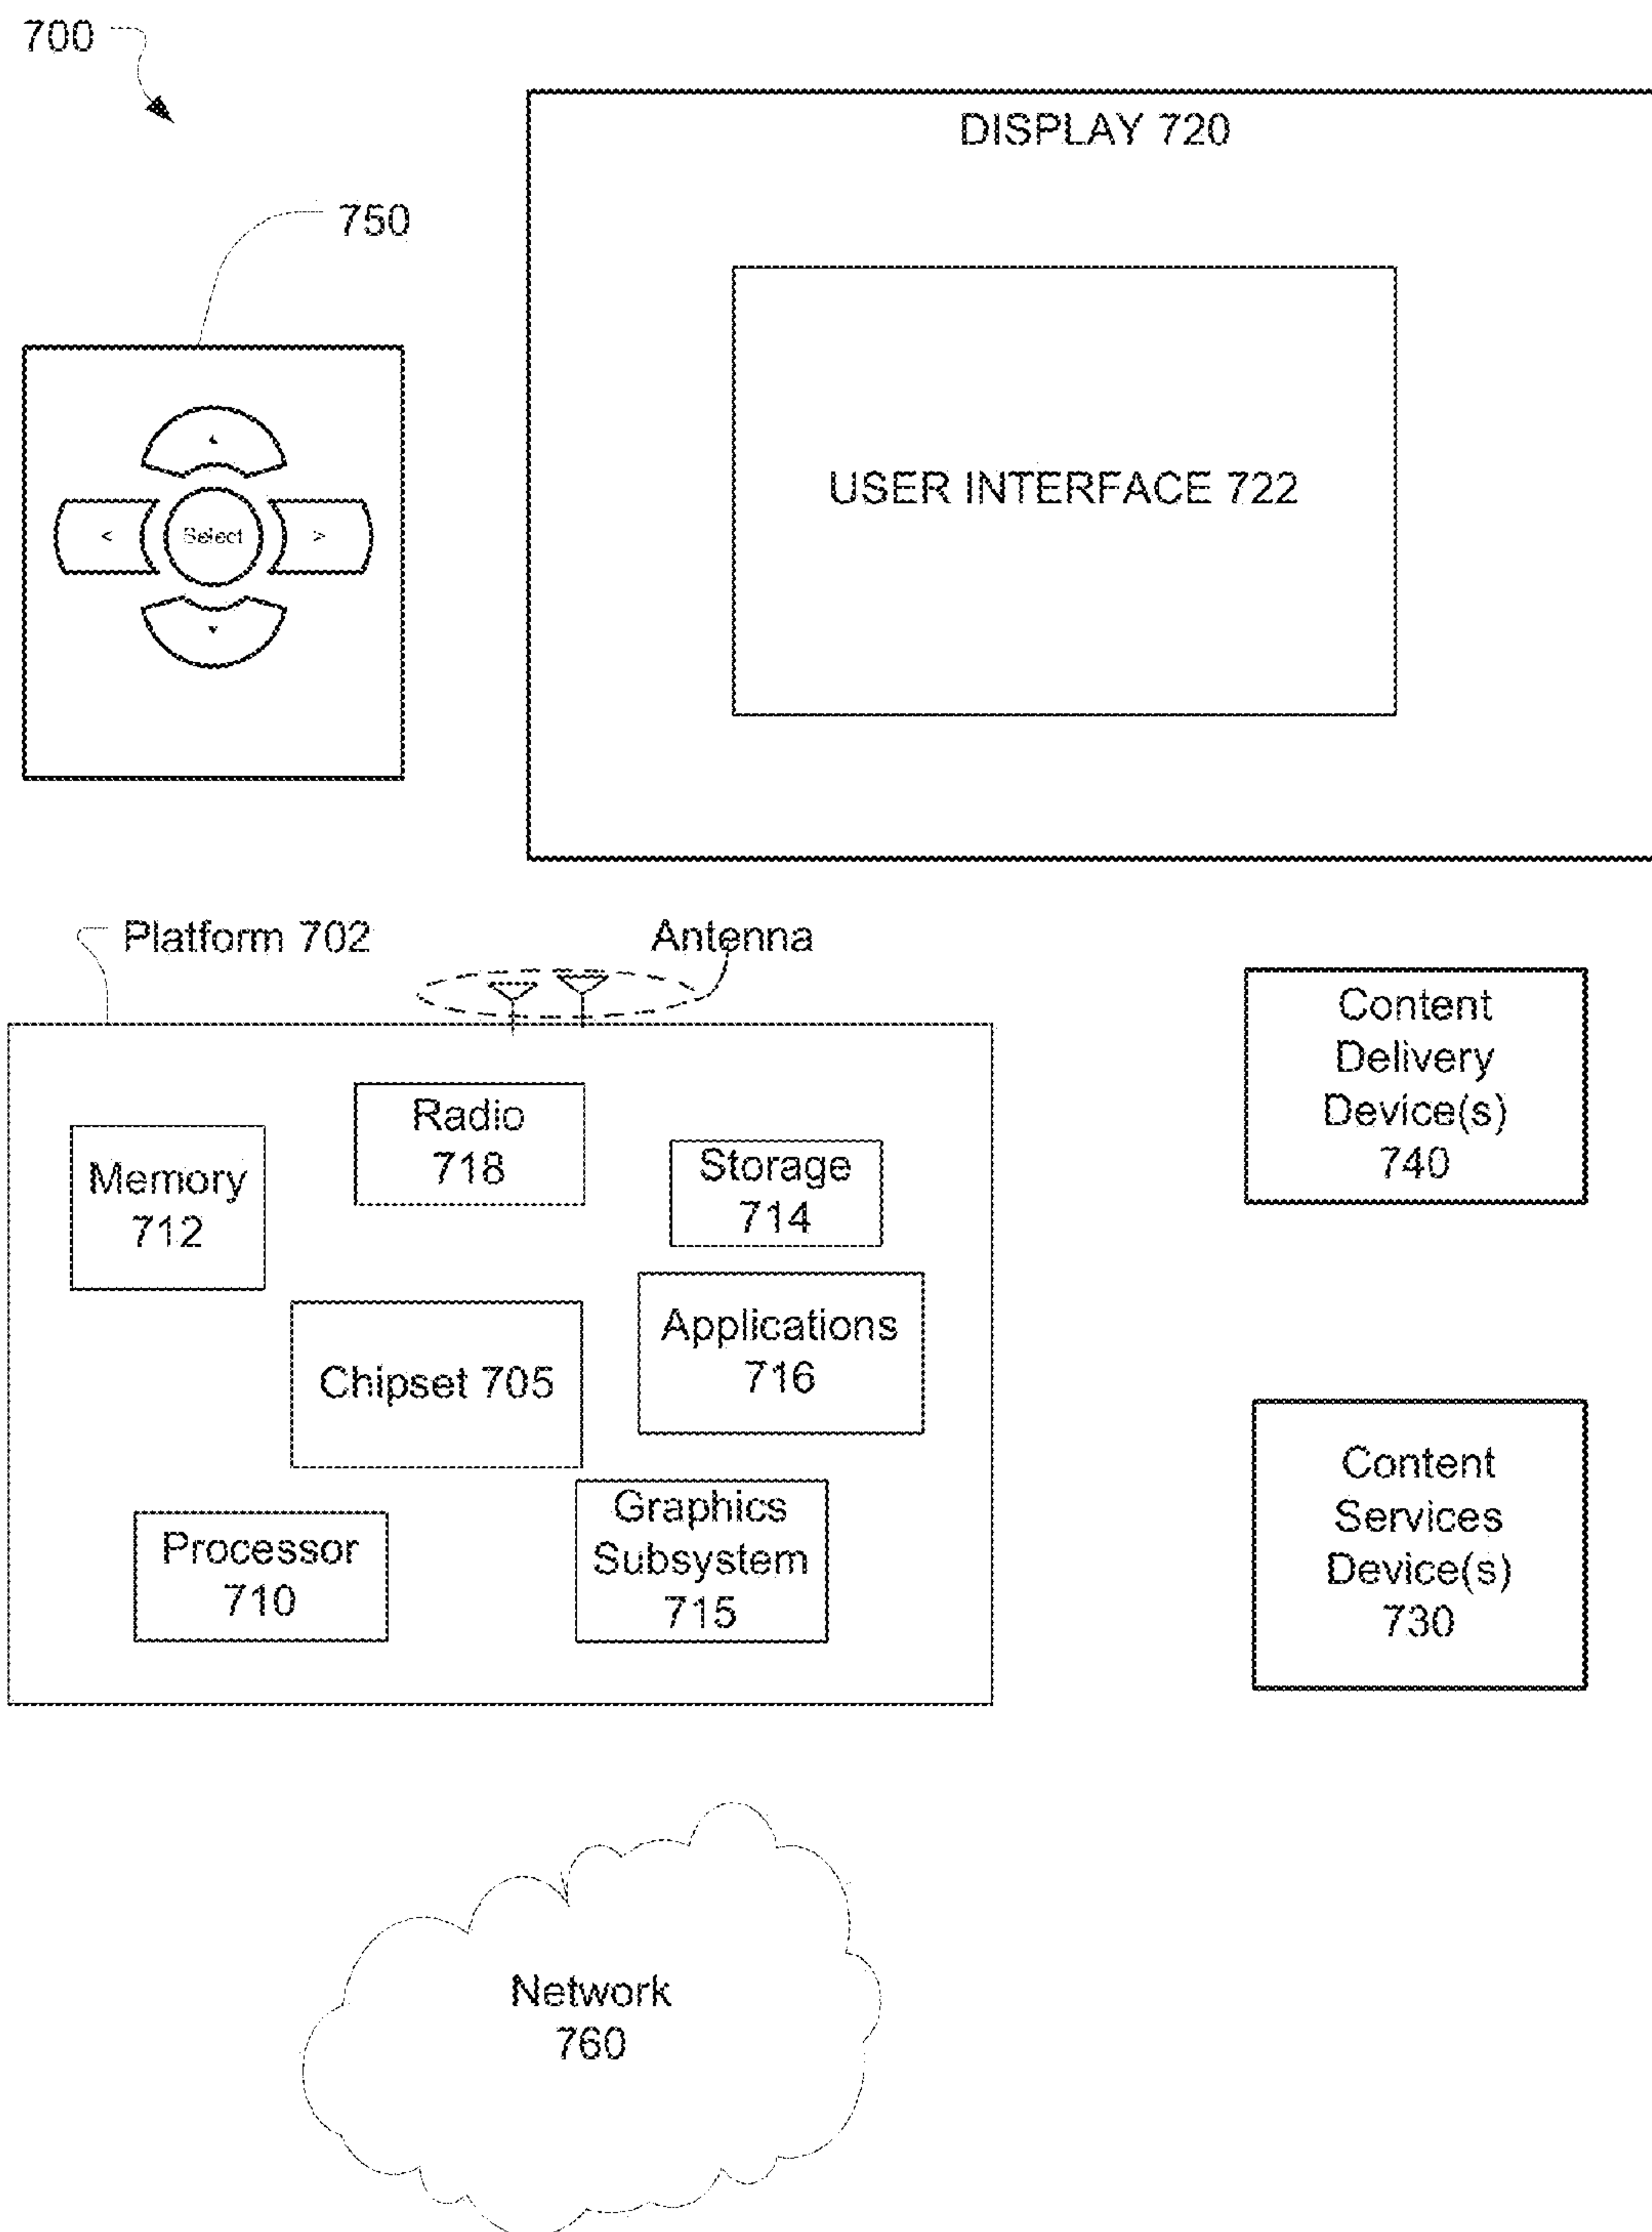 700
DISPLAY 720
750
USER INTERFACE 722
<
Select
>
Platform 702
Antenna
Radio
718
Memory
712
Storage
714
Applications
716
Chipset 705
Graphics
Subsystem
715
Processor
710
Content
Delivery
Device(s)
740
Content
Services
Device(s)
730
Network
760